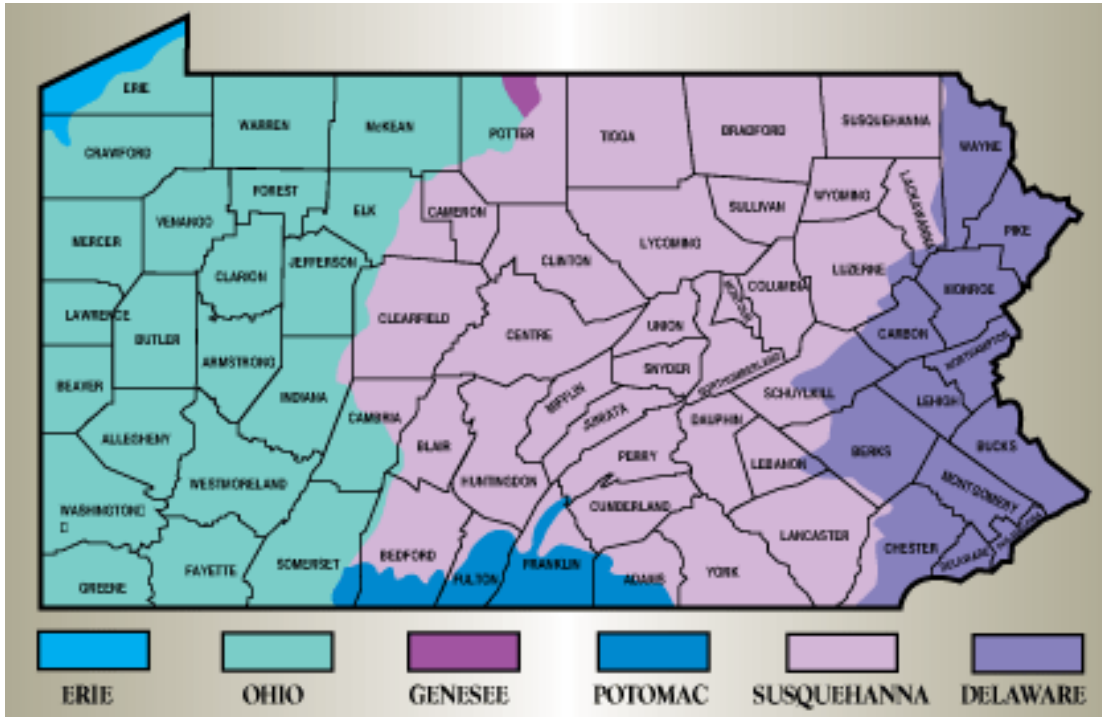 ERIE
CRAWFORD
WARREN
McKEAN
POTTER
TIOGA
BRADFORD
SUSQUEHANNA
WAYNE
FOREST
VENANGO
ELK
CAMERON
SULLIVAN
WYOMING
LACKAWANNA
MERCER
CLARION
JEFFERSON
CLINTON
LYCOMING
COLUMBIA
LUZERNE
PIKE
LAWRENCE
BUTLER
ARMSTRONG
CLEARFIELD
CENTRE
UNION
MONTOUR
MONROE
CARBON
NORTHAMPTON
BEAVER
INDIANA
CAMBRIA
SNYDER
MIFFLIN
JUNIATA
NORTHUMBERLAND
SCHUYLKILL
LEHIGH
ALLEGHENY
BLAIR
HUNTINGDON
PERRY
DAUPHIN
LEBANON
BERKS
BUCKS
WESTMORELAND
WASHINGTON
CUMBERLAND
LANCASTER
MONTGOMERY
GREENE
FAYETTE
SOMERSET
BEDFORD
FULTON
FRANKLIN
ADAMS
YORK
CHESTER
DELAWARE
ERIE
OHIO
GENESEE
POTOMAC
SUSQUEHANNA
DELAWARE